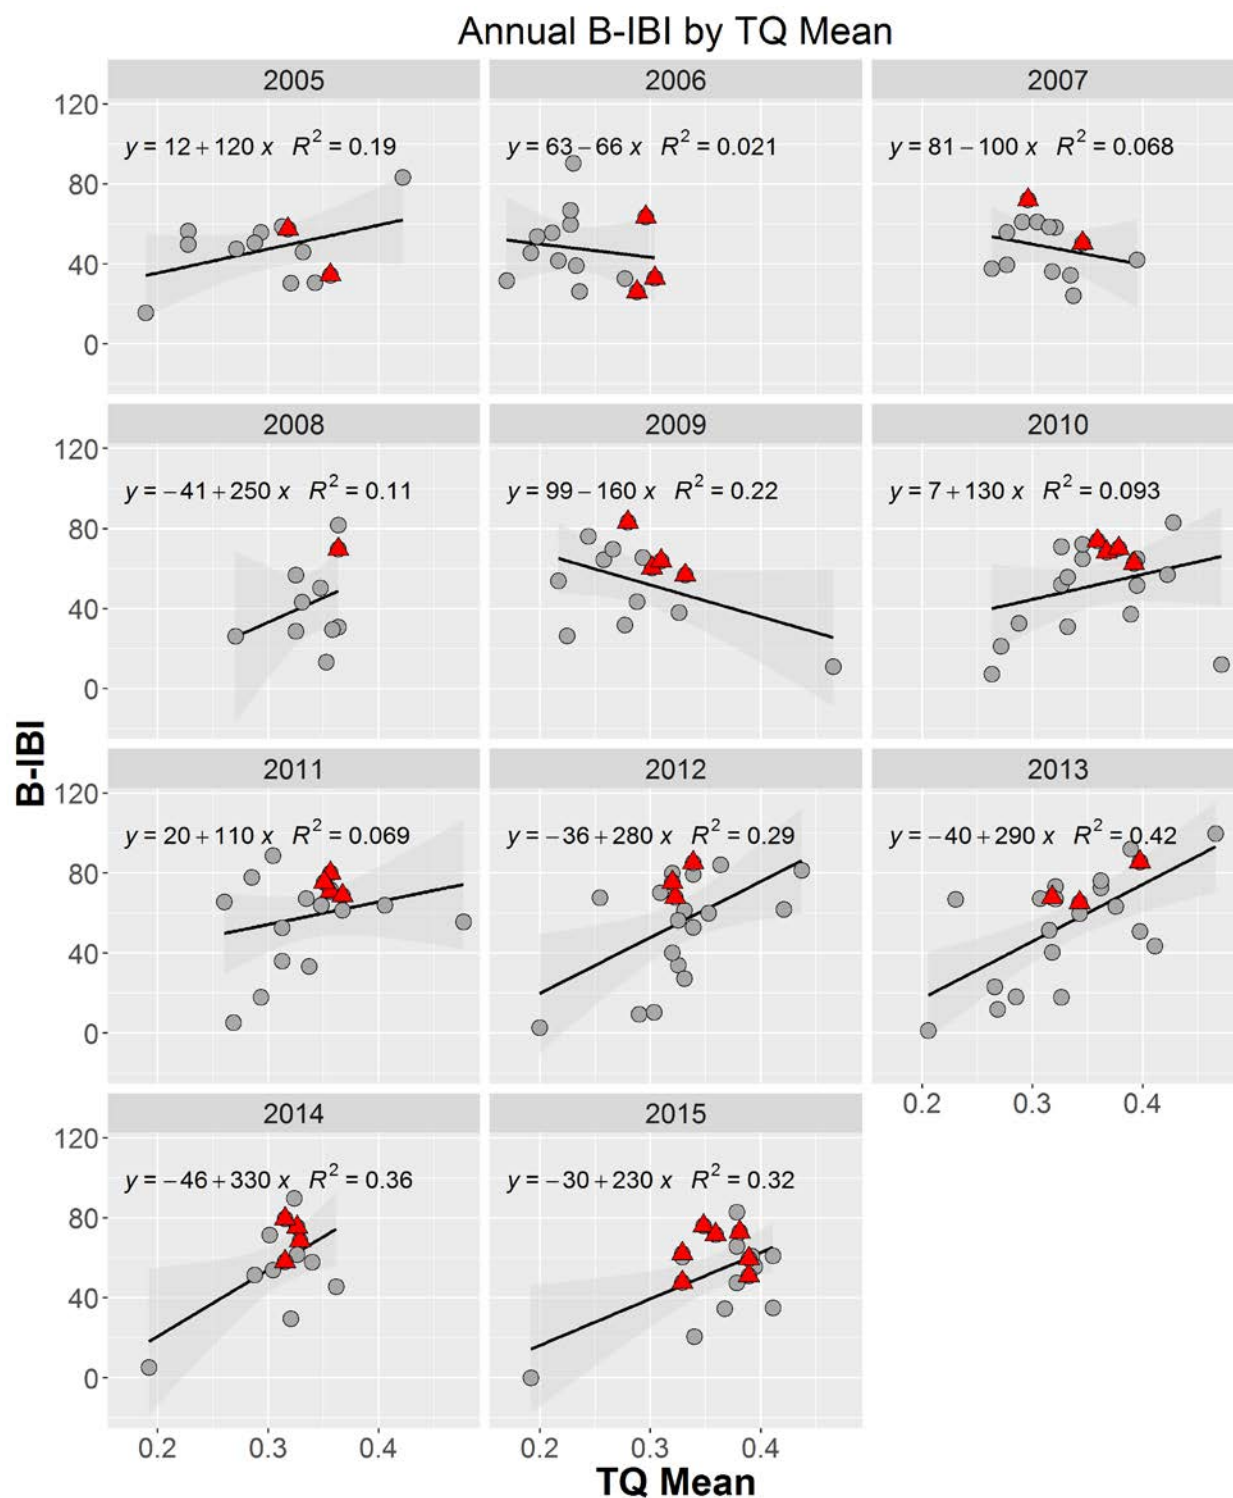 Annual B-IBI by TQ Mean
2005 2006 2007
120
80
40
0
y = 12 + 120 x R² = 0.19
y = 63 − 66 x R² = 0.021
y = 81 − 100 x R² = 0.068
2008 2009 2010
120
80
40
0
y = −41 + 250 x R² = 0.11
y = 99 − 160 x R² = 0.22
y = 7 + 130 x R² = 0.093
B-IBI
2011 2012 2013
120
80
40
0
y = 20 + 110 x R² = 0.069
y = −36 + 280 x R² = 0.29
y = −40 + 290 x R² = 0.42
0.2 0.3 0.4
2014 2015
120
80
40
0
y = −46 + 330 x R² = 0.36
y = −30 + 230 x R² = 0.32
0.2 0.3 0.4 0.2 0.3 0.4
TQ Mean